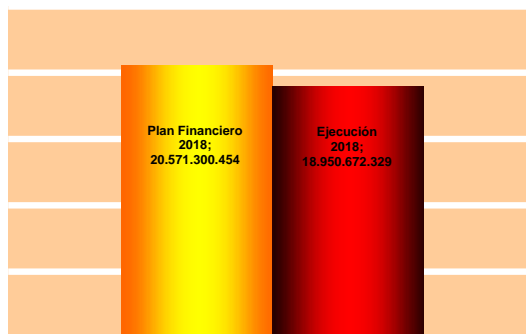 Plan Financiero
2018;
20.571.300.454
Ejecución
2018;
18.950.672.329